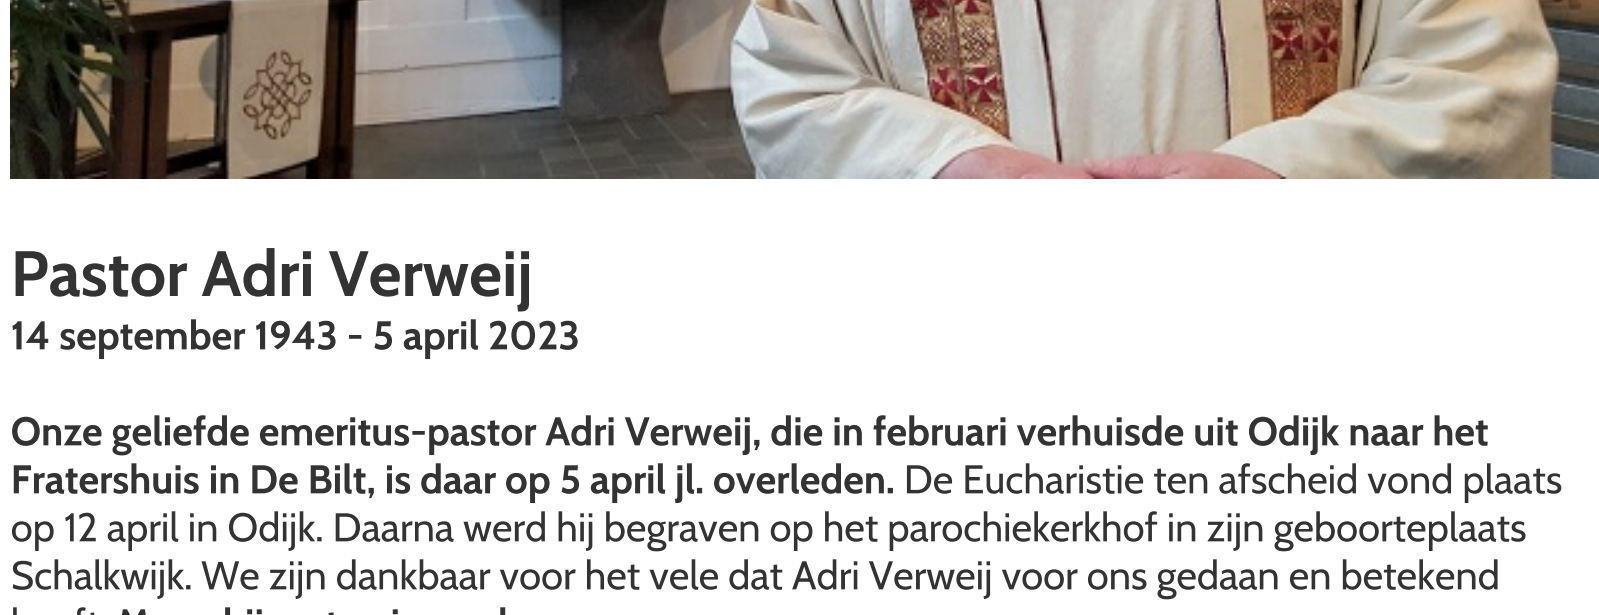 Pastor Adri Verweij
14 september 1943 - 5 april 2023
Onze geliefde emeritus-pastor Adri Verweij, die in februari verhuisde uit Odijk naar het
Fratershuis in De Bilt, is daar op 5 april jl. overleden. De Eucharistie ten afscheid vond plaats
op 12 april in Odijk. Daarna werd hij begraven op het parochiekerkhof in zijn geboorteplaats
Schalkwijk. We zijn dankbaar voor het vele dat Adri Verweij voor ons gedaan en betekend